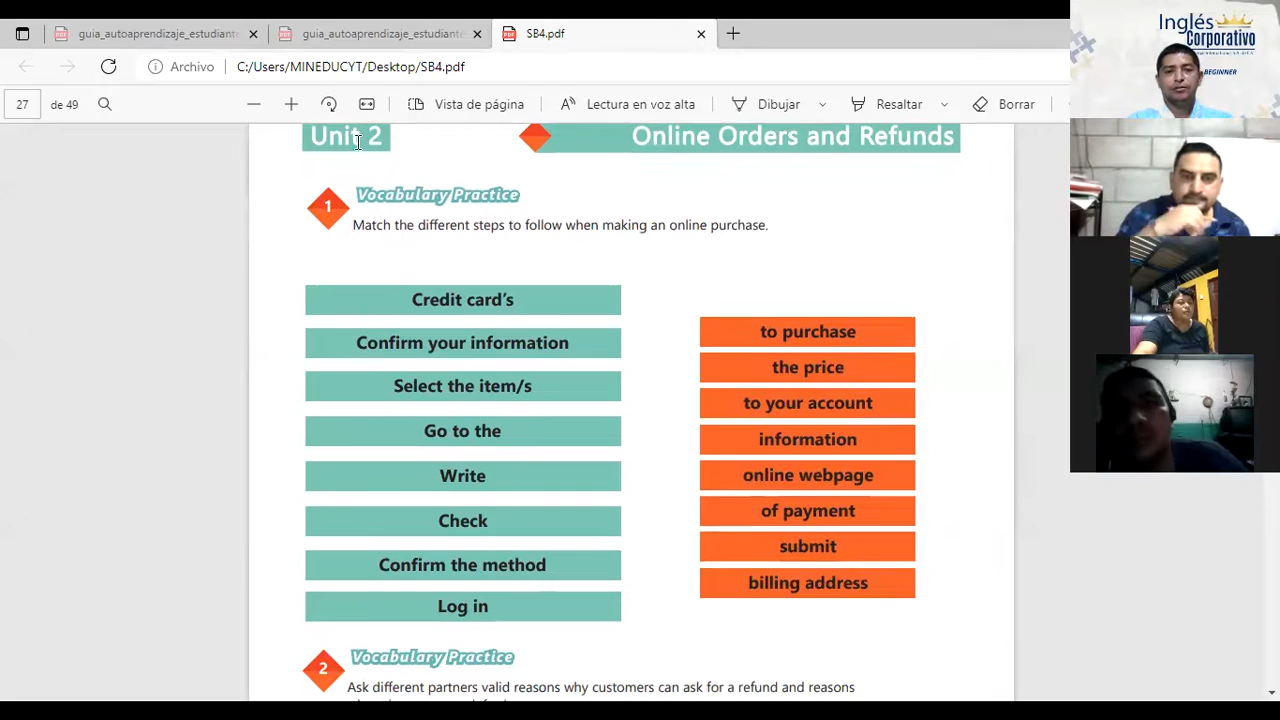 guia_autoaprendizaje_estudiante
guia_autoaprendizaje_estudiante
SB4.pdf
Archivo
C:/Users/MINEDUCYT/Desktop/SB4.pdf
27
de 49
Vista de página
Lectura en voz alta
Dibujar
Resaltar
Borrar
Unit 2
Online Orders and Refunds
1
Vocabulary Practice
Match the different steps to follow when making an online purchase.
Credit card's
Confirm your information
Select the item/s
Go to the
Write
Check
Confirm the method
Log in
to purchase
the price
to your account
information
online webpage
of payment
submit
billing address
2
Vocabulary Practice
Ask different partners valid reasons why customers can ask for a refund and reasons
Inglés
Corporativo
BEGINNER